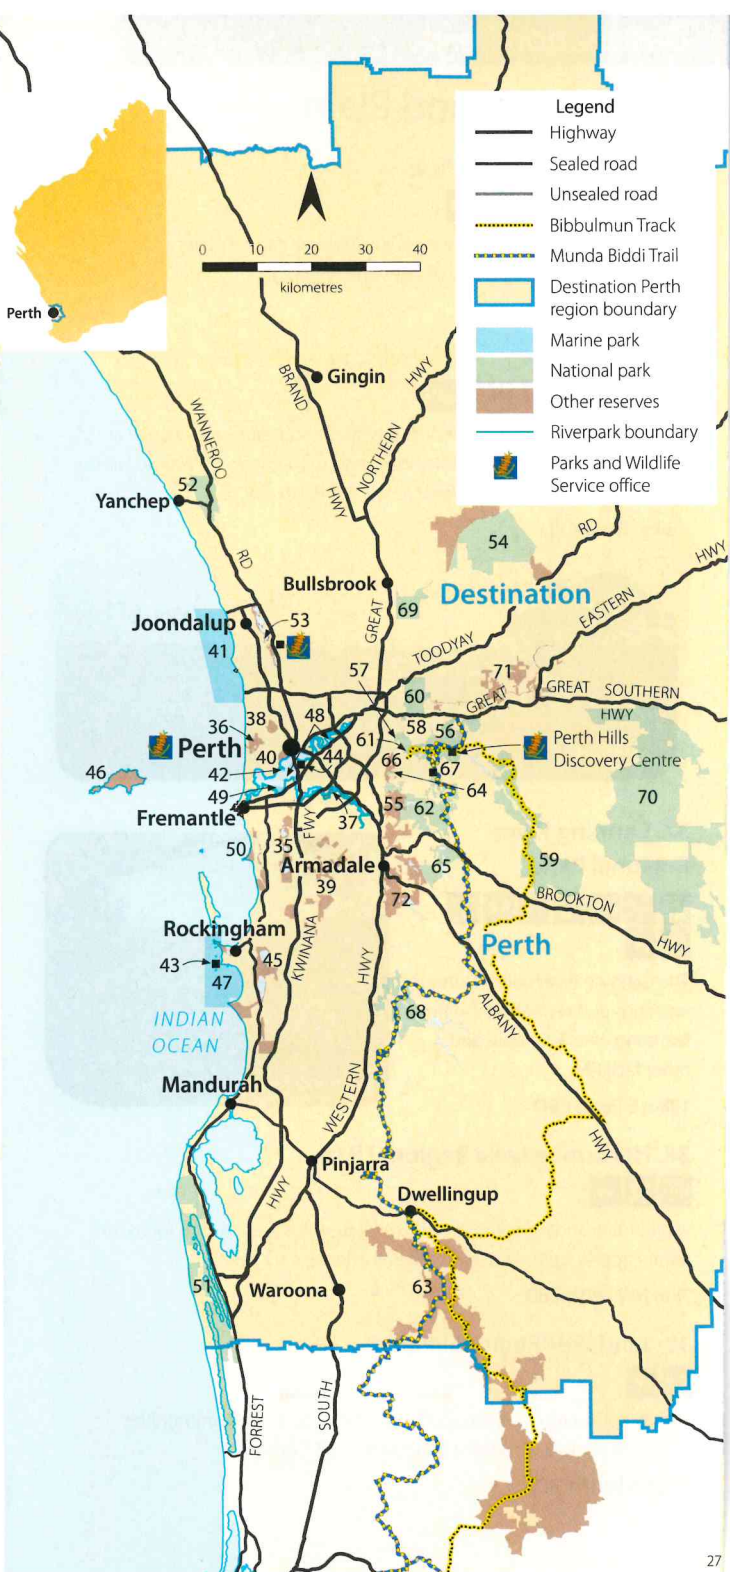 Legend
Highway
Sealed road
Unsealed road
Bibbulmun Track
Munda Biddi Trail
Destination Perth
region boundary
Marine park
National park
Other reserves
Riverpark boundary
Parks and Wildlife
Service office
Perth
0 10 20 30 40
kilometres
Gingin
BRAND
HWY
NORTHERN
HWY
WANNEROO
RD
52
Yanchep
54
RD
HWY
Bullsbrook
Destination
69
GREAT
EASTERN
Joondalup
53
41
TOODYAY
57
71
60
GREAT
GREAT SOUTHERN
HWY
38
48
36
58
56
61
Perth
Perth Hills
Discovery Centre
40
44
66
67
42
46
64
49
70
55
62
Fremantle
37
FWY
35
50
59
Armadale
65
39
72
BROOKTON
HWY
Rockingham
Perth
KWINANA
HWY
43
45
47
ALBANY
68
INDIAN
OCEAN
Mandurah
WESTERN
HWY
Pinjarra
HWY
Dwellingup
51
Waroona
63
FORREST
SOUTH
27